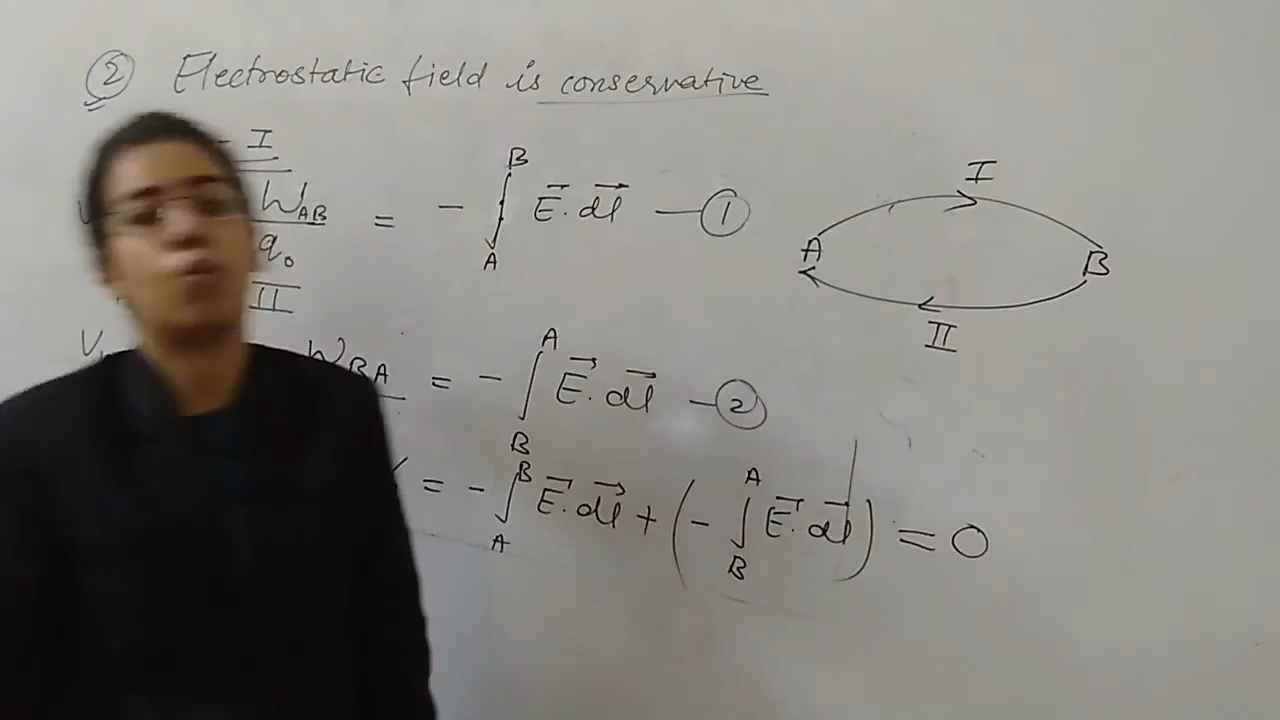 ② Electrostatic field is conservative
- I
W_AB / q₀ = - ∫_A^B E⃗ . dl⃗ — ①
I
A B
II
II
V W_BA = - ∫_B^A E⃗ . dl⃗ - ②
= - ∫_A^B E⃗ . dl⃗ + ( - ∫_B^A E⃗ . dl⃗ ) = 0